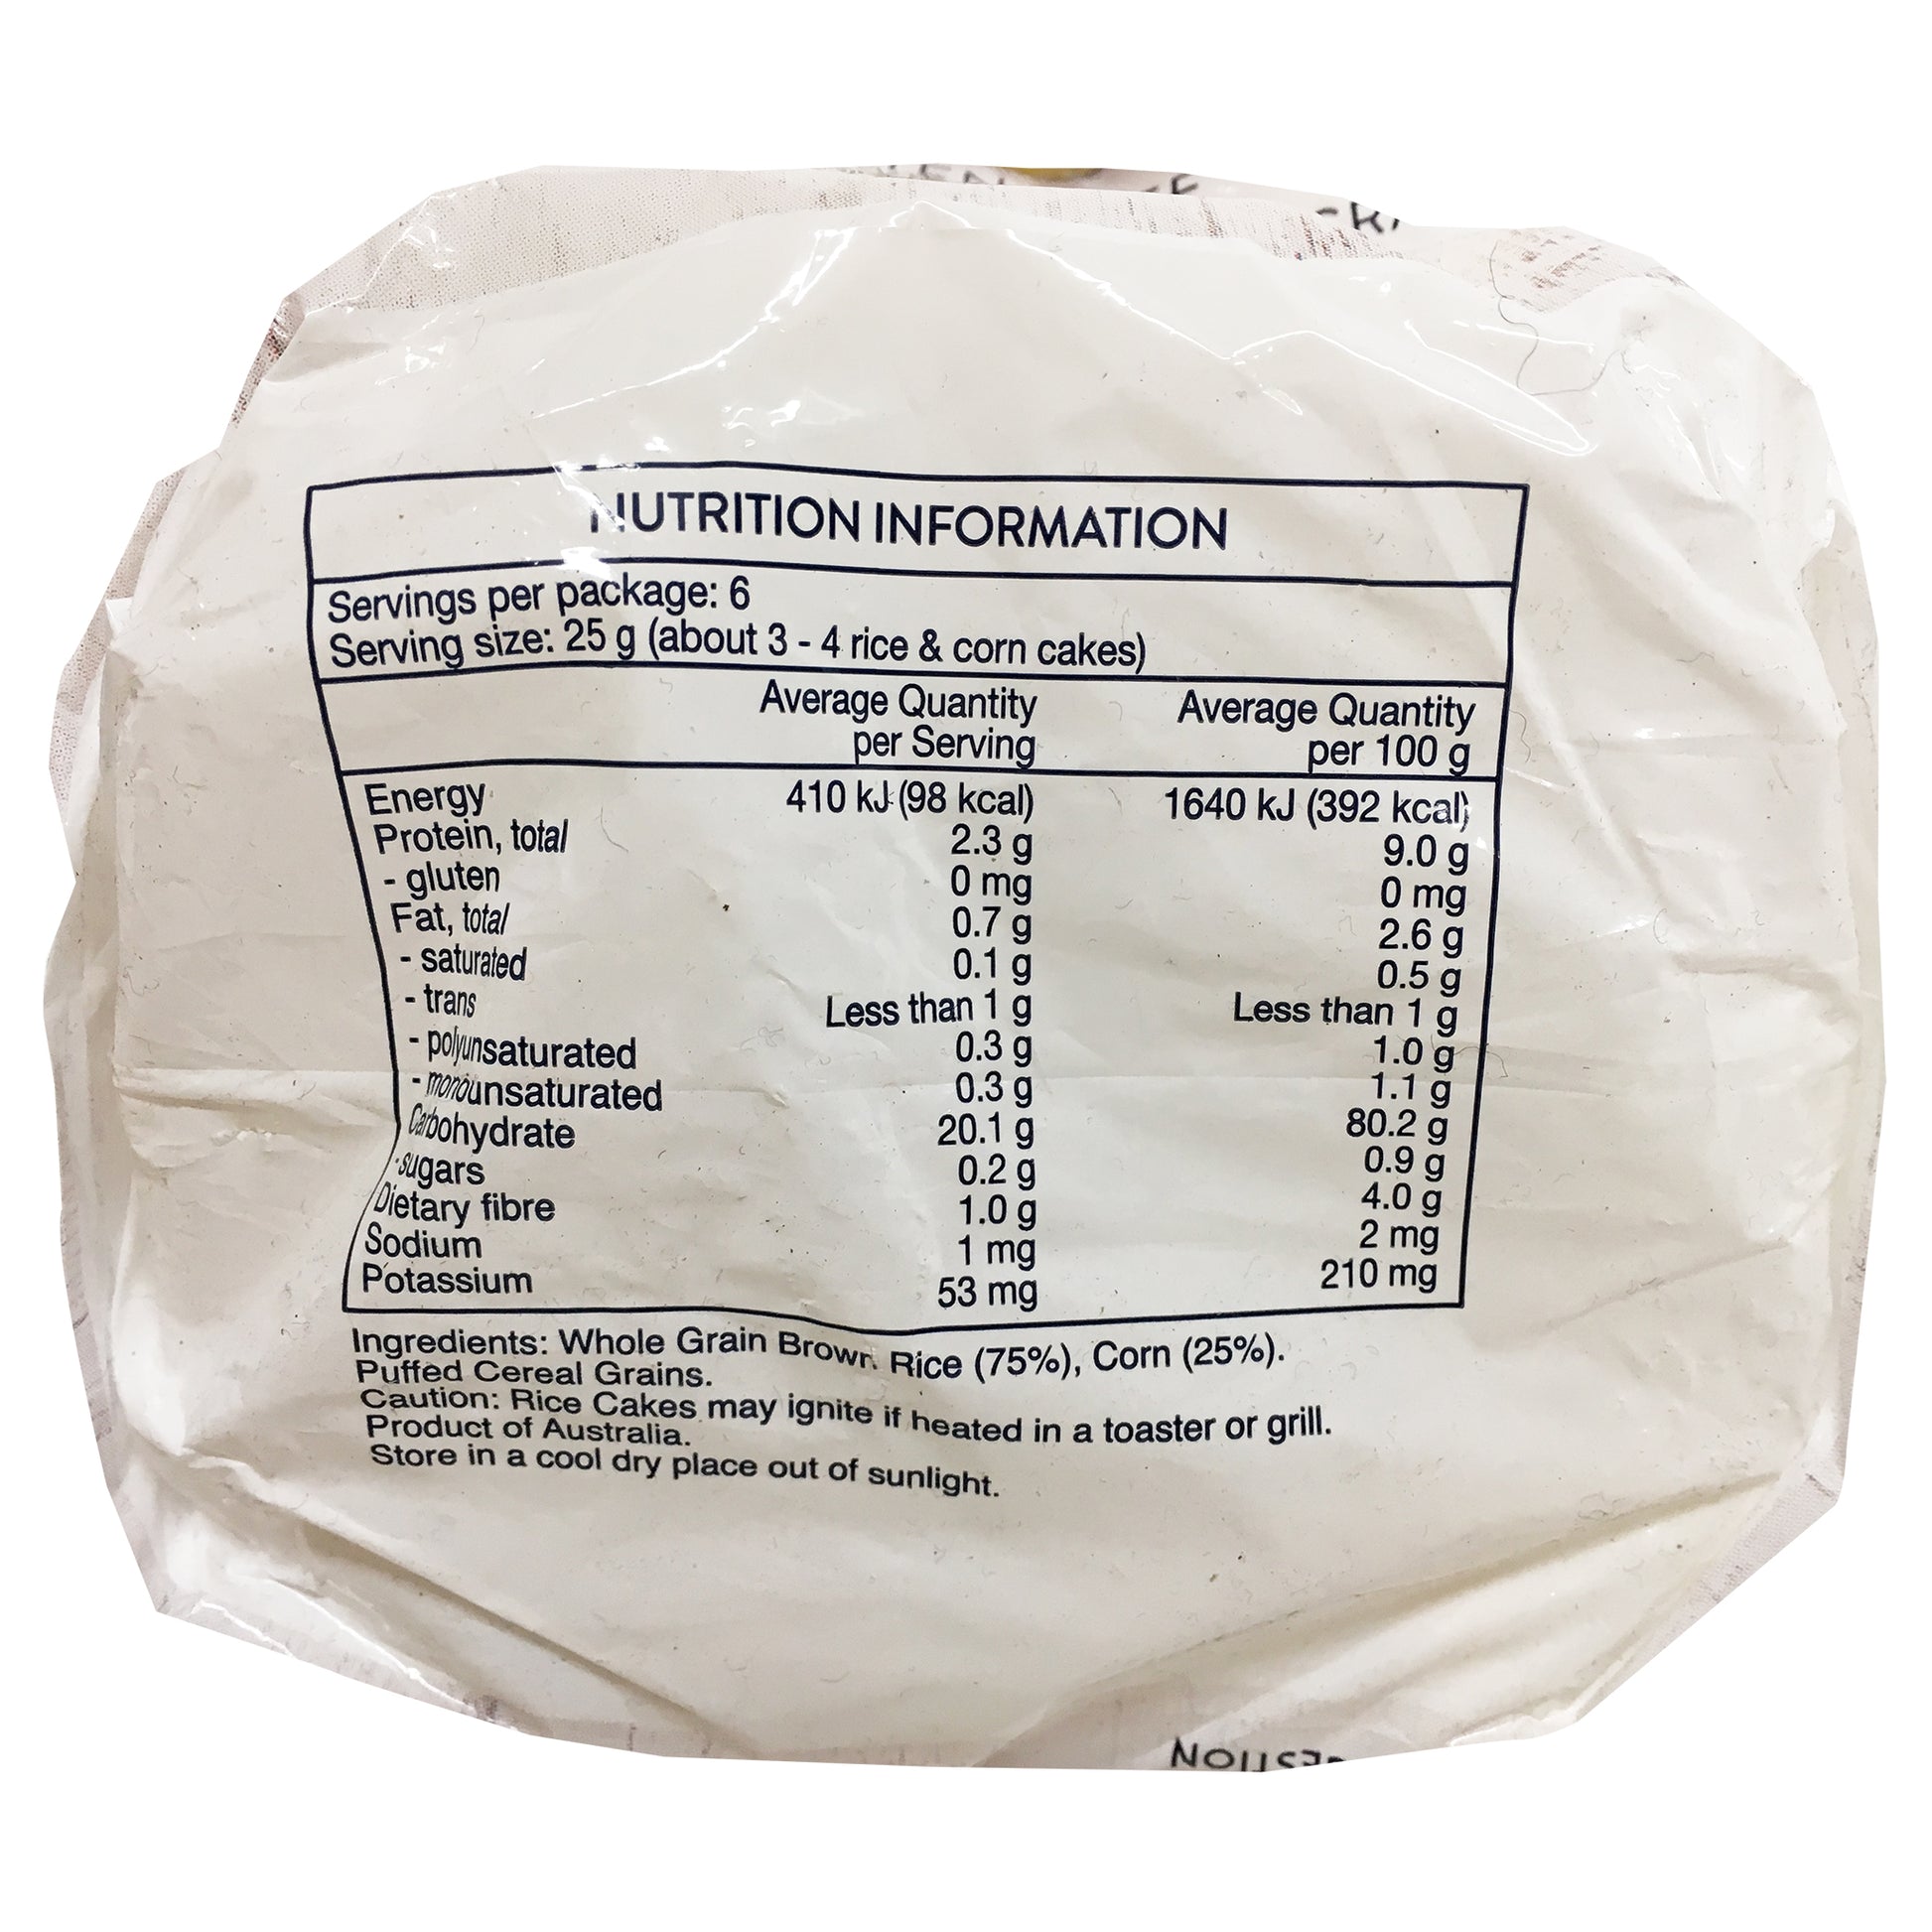 NUTRITION INFORMATION
Servings per package: 6
Serving size: 25 g (about 3 - 4 rice & corn cakes)
Average Quantity per Serving Average Quantity per 100 g
Energy 410 kJ (98 kcal) 1640 kJ (392 kcal)
Protein, total 2.3 g 9.0 g
- gluten 0 mg 0 mg
Fat, total 0.7 g 2.6 g
- saturated 0.1 g 0.5 g
- trans Less than 1 g Less than 1 g
- polyunsaturated 0.3 g 1.0 g
- monounsaturated 0.3 g 1.1 g
Carbohydrate 20.1 g 80.2 g
- sugars 0.2 g 0.9 g
Dietary fibre 1.0 g 4.0 g
Sodium 1 mg 2 mg
Potassium 53 mg 210 mg
Ingredients: Whole Grain Brown Rice (75%), Corn (25%).
Puffed Cereal Grains.
Caution: Rice Cakes may ignite if heated in a toaster or grill.
Product of Australia.
Store in a cool dry place out of sunlight.